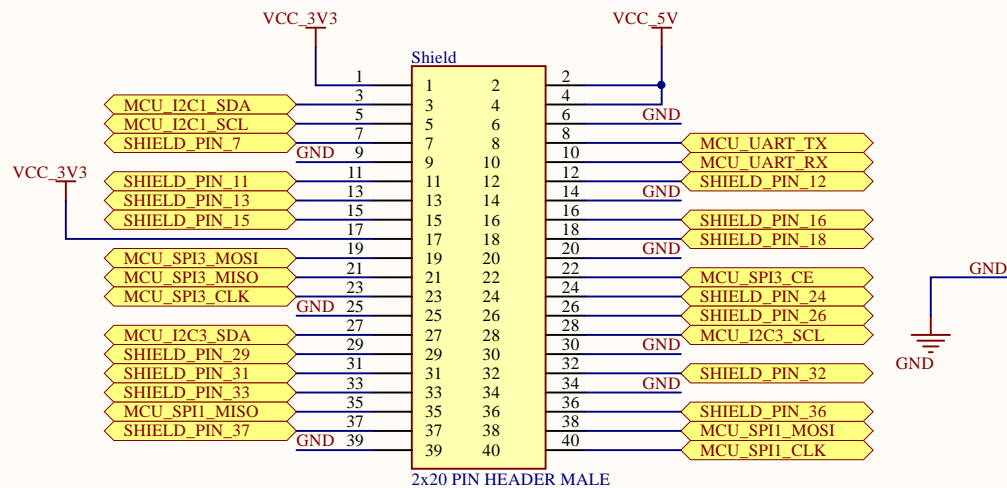 VCC_3V3 VCC_5V
Shield
1 1 2 2
MCU_I2C1_SDA 3 3 4 4
MCU_I2C1_SCL 5 5 6 6 GND
SHIELD_PIN_7 7 7 8 8 MCU_UART_TX
GND 9 9 10 10 MCU_UART_RX
VCC_3V3
SHIELD_PIN_11 11 11 12 12 SHIELD_PIN_12
SHIELD_PIN_13 13 13 14 14 GND
SHIELD_PIN_15 15 15 16 16 SHIELD_PIN_16
17 17 18 18 SHIELD_PIN_18
MCU_SPI3_MOSI 19 19 20 20 GND
MCU_SPI3_MISO 21 21 22 22 MCU_SPI3_CE
GND
MCU_SPI3_CLK 23 23 24 24 SHIELD_PIN_24
GND 25 25 26 26 SHIELD_PIN_26
MCU_I2C3_SDA 27 27 28 28 MCU_I2C3_SCL
SHIELD_PIN_29 29 29 30 30 GND
GND
SHIELD_PIN_31 31 31 32 32 SHIELD_PIN_32
SHIELD_PIN_33 33 33 34 34 GND
MCU_SPI1_MISO 35 35 36 36 SHIELD_PIN_36
SHIELD_PIN_37 37 37 38 38 MCU_SPI1_MOSI
GND 39 39 40 40 MCU_SPI1_CLK
2x20 PIN HEADER MALE